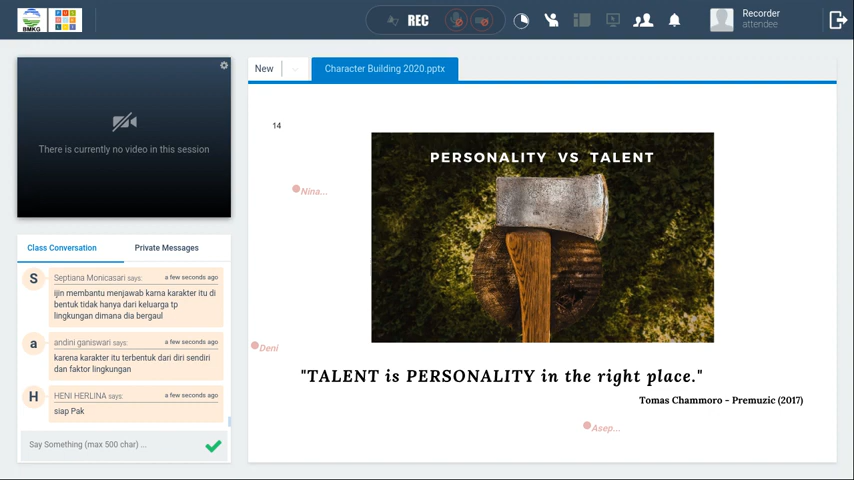 BMKG
REC
Recorder
attendee
There is currently no video in this session
New
Character Building 2020.pptx
14
PERSONALITY VS TALENT
Nina...
Deni
"TALENT is PERSONALITY in the right place."
Tomas Chammoro - Premuzic (2017)
Asep...
Class Conversation
Private Messages
S
Septiana Monicasari says:
a few seconds ago
ijin membantu menjawab karna karakter itu di
bentuk tidak hanya dari keluarga tp
lingkungan dimana dia bergaul
a
andini ganiswari says:
a few seconds ago
karena karakter itu terbentuk dari diri sendiri
dan faktor lingkungan
H
HENI HERLINA says:
a few seconds ago
siap Pak
Say Something (max 500 char) ...